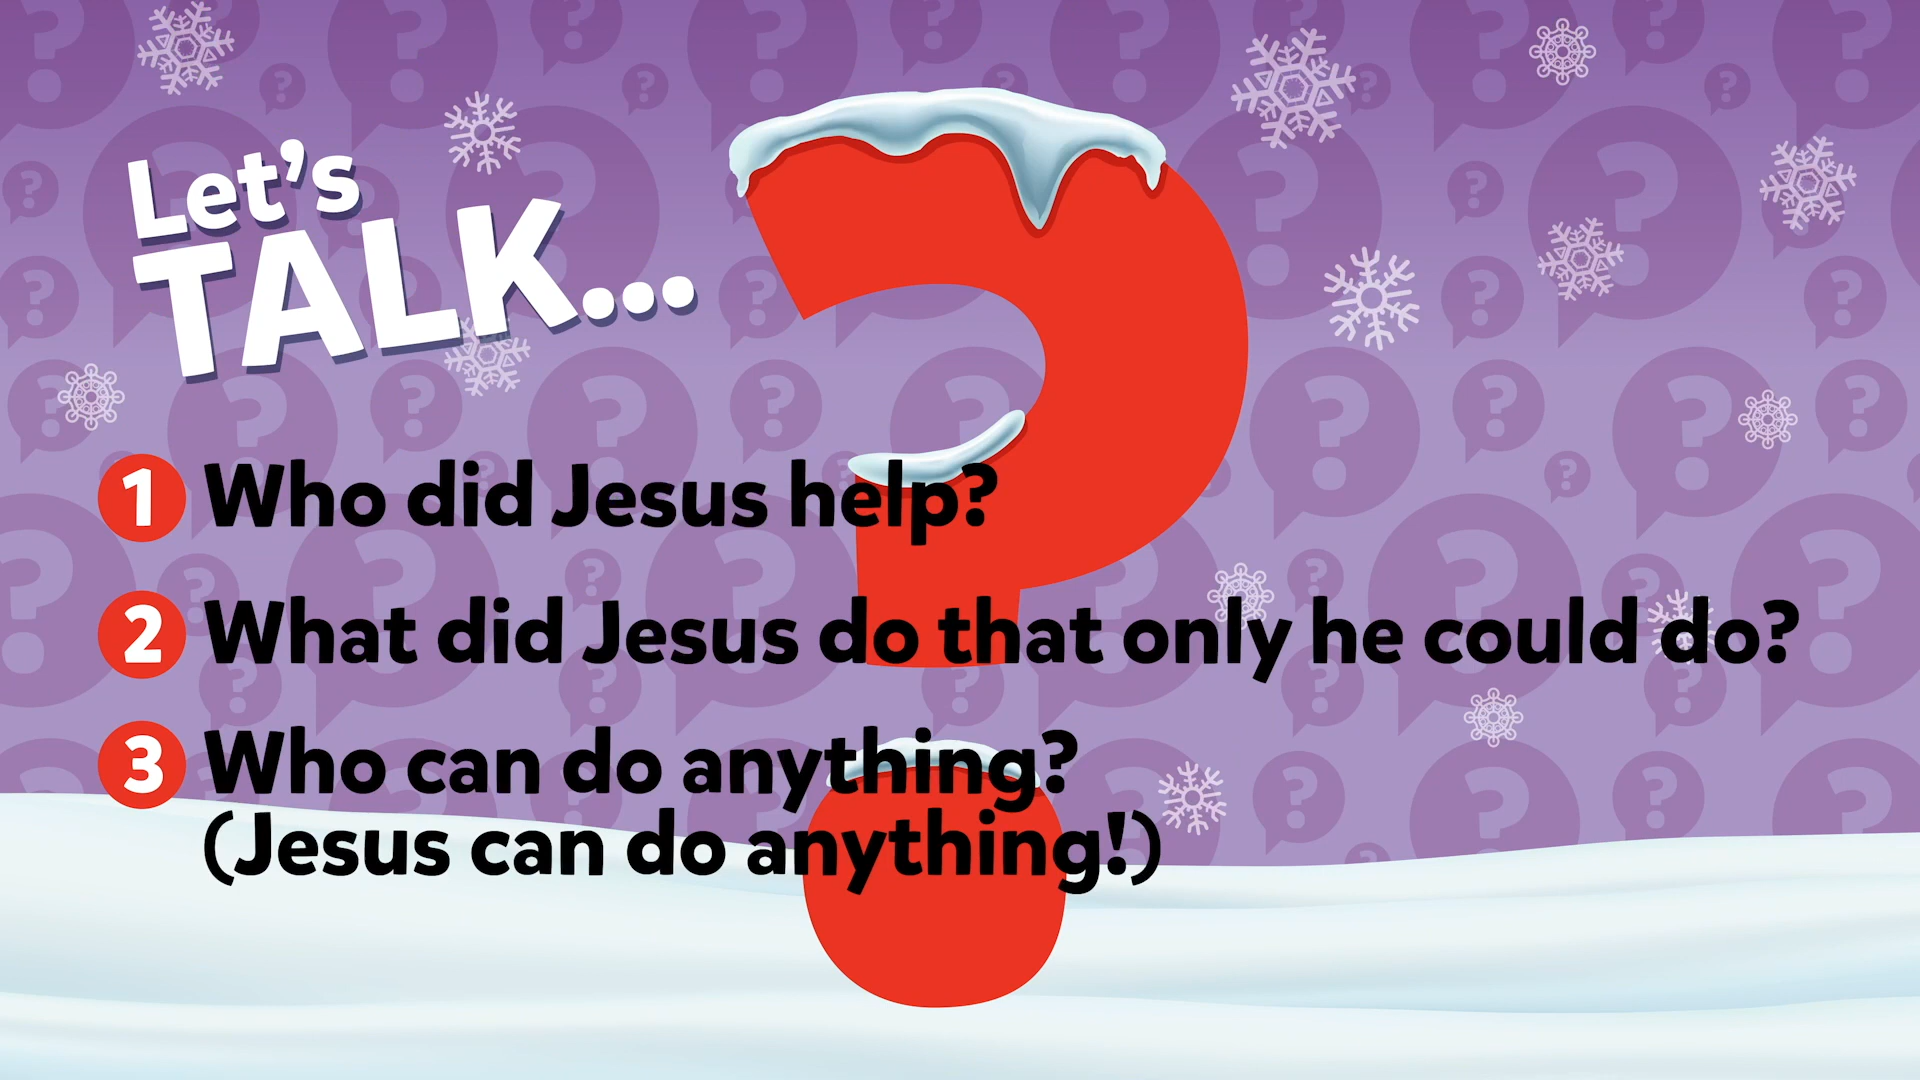 Let's
TALK...
1 Who did Jesus help?
2 What did Jesus do that only he could do?
3 Who can do anything?
(Jesus can do anything!)